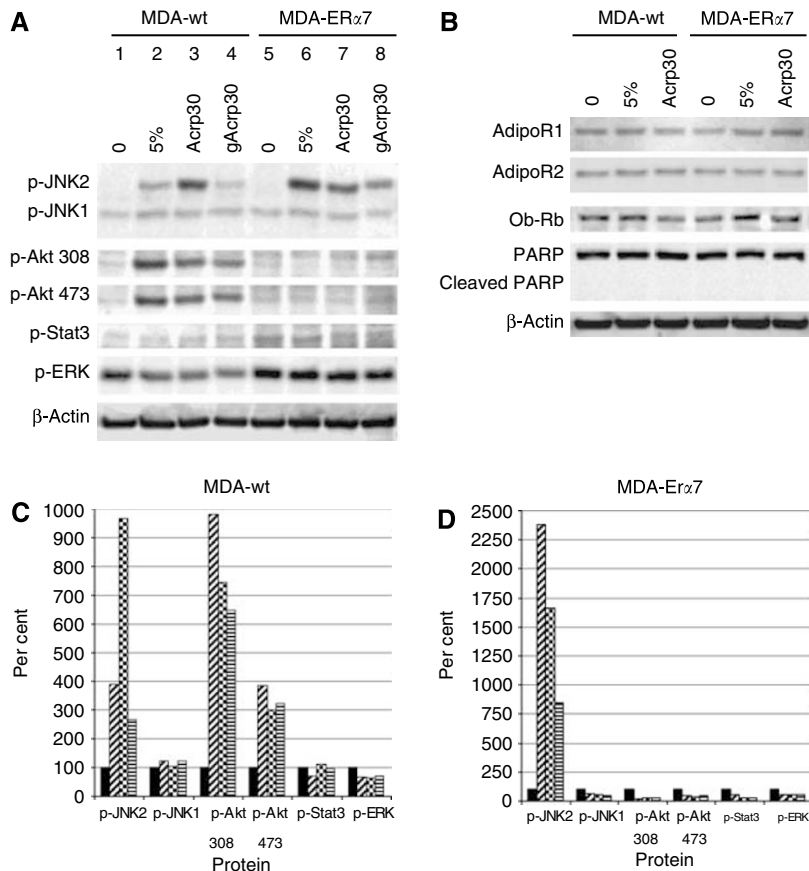 A
MDA-wt MDA-ERα7
1 2 3 4 5 6 7 8
0 5% Acrp30 gAcrp30 0 5% Acrp30 gAcrp30
p-JNK2
p-JNK1
p-Akt 308
p-Akt 473
p-Stat3
p-ERK
β-Actin
B
MDA-wt MDA-ERα7
0 5% Acrp30 0 5% Acrp30
AdipoR1
AdipoR2
Ob-Rb
PARP
Cleaved PARP
β-Actin
C
MDA-wt
Per cent
1000
900
800
700
600
500
400
300
200
100
0
p-JNK2 p-JNK1 p-Akt p-Akt p-Stat3 p-ERK
308 473
Protein
D
MDA-Erα7
Per cent
2500
2250
2000
1750
1500
1250
1000
750
500
250
0
p-JNK2 p-JNK1 p-Akt p-Akt p-Stat3 p-ERK
308 473
Protein